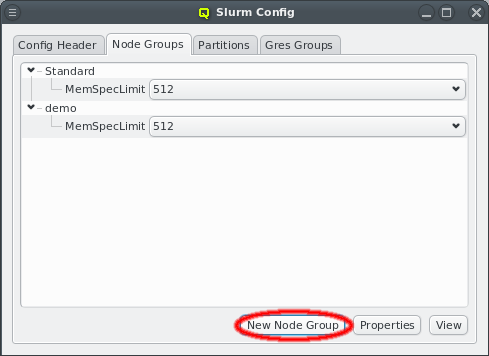 Slurm Config
Config Header Node Groups Partitions Gres Groups
Standard
MemSpecLimit 512
demo
MemSpecLimit 512
New Node Group Properties View